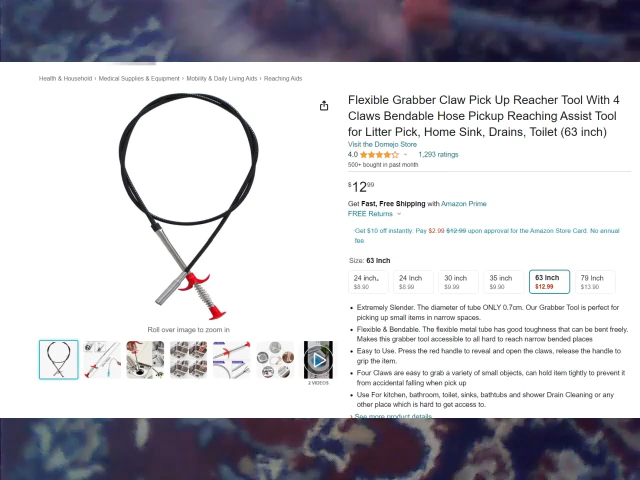 Health & Household › Medical Supplies & Equipment › Mobility & Daily Living Aids › Reaching Aids
Flexible Grabber Claw Pick Up Reacher Tool With 4
Claws Bendable Hose Pickup Reaching Assist Tool
for Litter Pick, Home Sink, Drains, Toilet (63 inch)
Visit the Domejo Store
4.0 1,293 ratings
500+ bought in past month
$12 99
Get Fast, Free Shipping with Amazon Prime
FREE Returns
Get $10 off instantly: Pay $2.99 $12.99 upon approval for the Amazon Store Card. No annual
fee
Size: 63 Inch
24 inch, 24 Inch 30 inch 35 inch 63 Inch 79 Inch
$8.90 $8.99 $9.99 $9.90 $12.99 $13.90
• Extremely Slender. The diameter of tube ONLY 0.7cm. Our Grabber Tool is perfect for
picking up small items in narrow spaces.
• Flexible & Bendable. The flexible metal tube has good toughness that can be bent freely.
Makes this grabber tool accessible to all hard to reach narrow bended places
• Easy to Use. Press the red handle to reveal and open the claws, release the handle to
grip the item.
• Four Claws are easy to grab a variety of small objects, can hold item tightly to prevent it
from accidental falling when pick up
• Use For kitchen, bathroom, toilet, sinks, bathtubs and shower Drain Cleaning or any
other place which is hard to get access to.
› See more product details
Roll over image to zoom in
2 VIDEOS